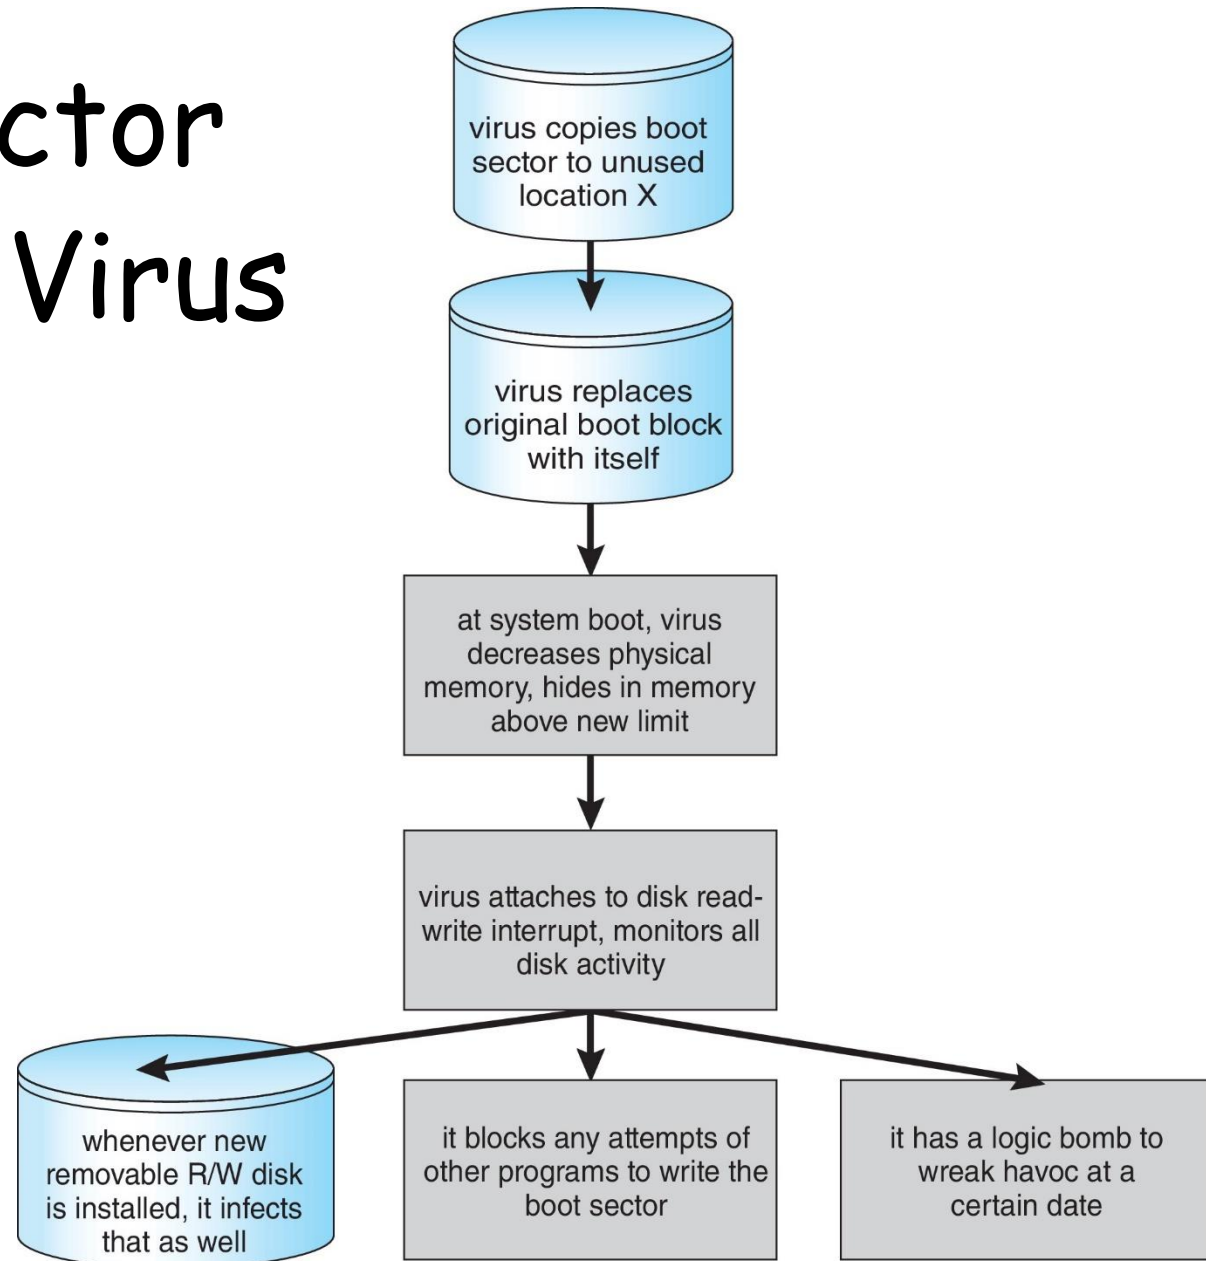 ctor
Virus
virus copies boot
sector to unused
location X
virus replaces
original boot block
with itself
at system boot, virus
decreases physical
memory, hides in memory
above new limit
virus attaches to disk read-
write interrupt, monitors all
disk activity
whenever new
removable R/W disk
is installed, it infects
that as well
it blocks any attempts of
other programs to write the
boot sector
it has a logic bomb to
wreak havoc at a
certain date